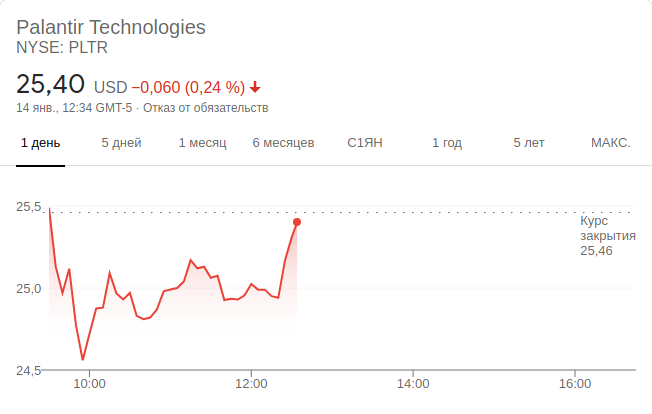 Palantir Technologies
NYSE: PLTR
25,40 USD −0,060 (0,24 %)
14 янв., 12:34 GMT-5 · Отказ от обязательств
1 день 5 дней 1 месяц 6 месяцев С1ЯН 1 год 5 лет МАКС.
25,5
Курс
закрытия
25,46
25,0
24,5
10:00 12:00 14:00 16:00